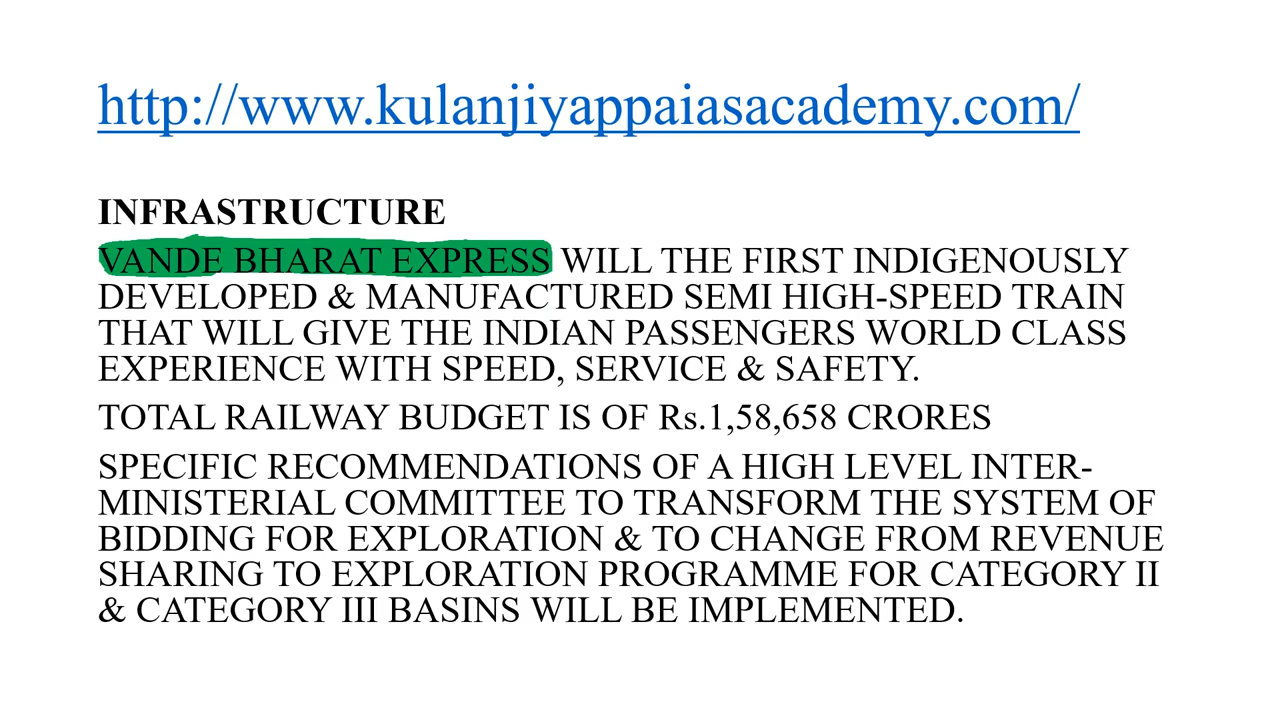 http://www.kulanjiyappaiasacademy.com/
INFRASTRUCTURE
VANDE BHARAT EXPRESS WILL THE FIRST INDIGENOUSLY
DEVELOPED & MANUFACTURED SEMI HIGH-SPEED TRAIN
THAT WILL GIVE THE INDIAN PASSENGERS WORLD CLASS
EXPERIENCE WITH SPEED, SERVICE & SAFETY.
TOTAL RAILWAY BUDGET IS OF Rs.1,58,658 CRORES
SPECIFIC RECOMMENDATIONS OF A HIGH LEVEL INTER-
MINISTERIAL COMMITTEE TO TRANSFORM THE SYSTEM OF
BIDDING FOR EXPLORATION & TO CHANGE FROM REVENUE
SHARING TO EXPLORATION PROGRAMME FOR CATEGORY II
& CATEGORY III BASINS WILL BE IMPLEMENTED.